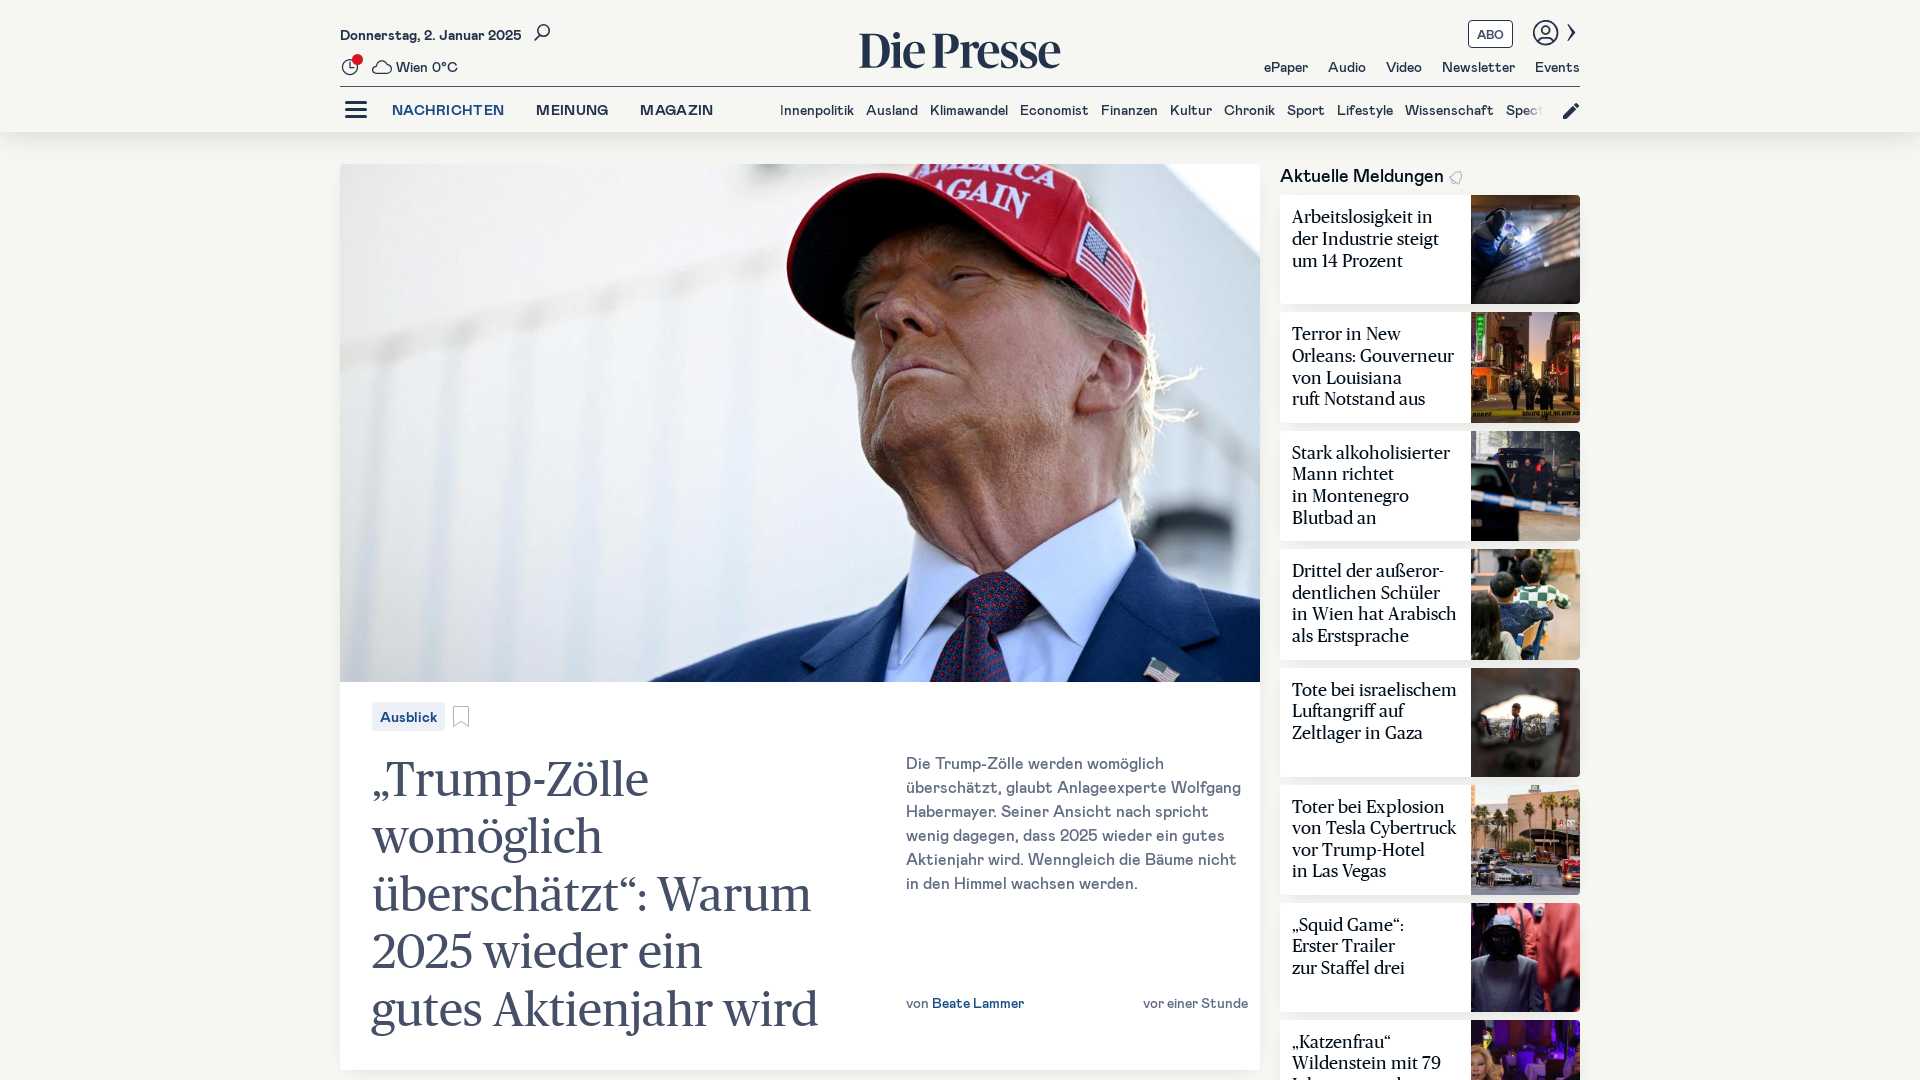 Donnerstag, 2. Januar 2025
Wien 0°C
Die Presse
ABO
ePaper Audio Video Newsletter Events
NACHRICHTEN MEINUNG MAGAZIN
Innenpolitik Ausland Klimawandel Economist Finanzen Kultur Chronik Sport Lifestyle Wissenschaft Spect
AMERICA
AGAIN
Ausblick
„Trump-Zölle
womöglich
überschätzt“: Warum
2025 wieder ein
gutes Aktienjahr wird
Die Trump-Zölle werden womöglich
überschätzt, glaubt Anlageexperte Wolfgang
Habermayer. Seiner Ansicht nach spricht
wenig dagegen, dass 2025 wieder ein gutes
Aktienjahr wird. Wenngleich die Bäume nicht
in den Himmel wachsen werden.
von Beate Lammer
vor einer Stunde
Aktuelle Meldungen
Arbeitslosigkeit in
der Industrie steigt
um 14 Prozent
Terror in New
Orleans: Gouverneur
von Louisiana
ruft Notstand aus
Stark alkoholisierter
Mann richtet
in Montenegro
Blutbad an
Drittel der außeror-
dentlichen Schüler
in Wien hat Arabisch
als Erstsprache
Tote bei israelischem
Luftangriff auf
Zeltlager in Gaza
Toter bei Explosion
von Tesla Cybertruck
vor Trump-Hotel
in Las Vegas
„Squid Game“:
Erster Trailer
zur Staffel drei
„Katzenfrau“
Wildenstein mit 79